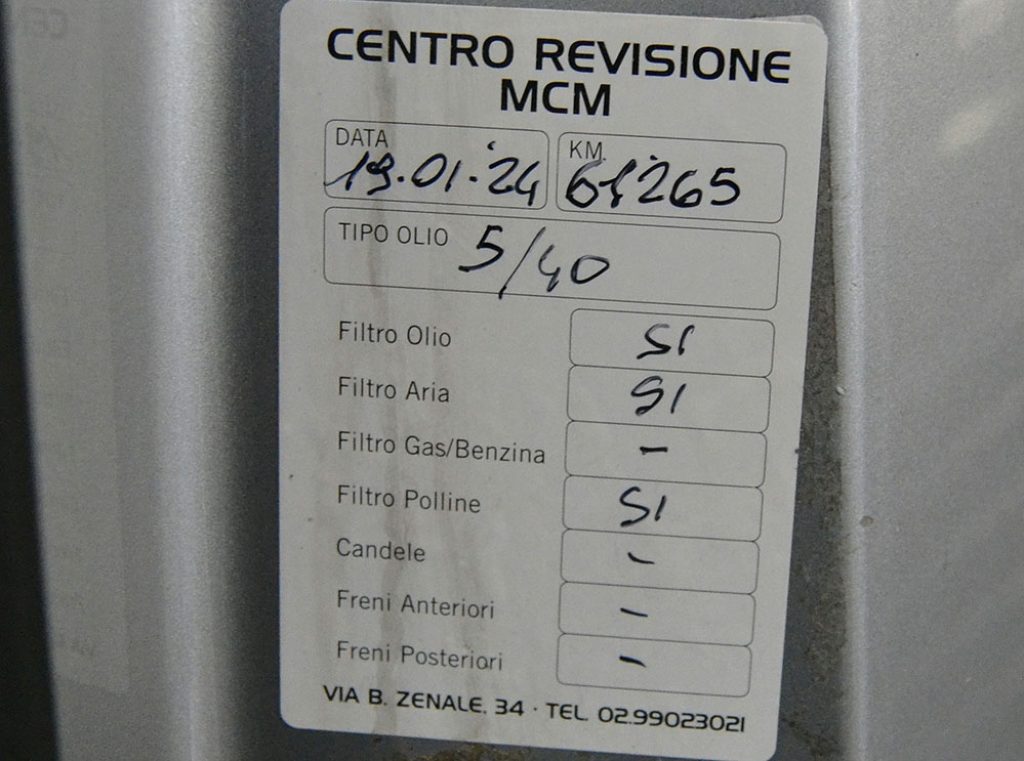 CENTRO REVISIONE
MCM
DATA 19.01.24
KM. 61265
TIPO OLIO 5/40
Filtro Olio SI
Filtro Aria SI
Filtro Gas/Benzina -
Filtro Polline SI
Candele -
Freni Anteriori -
Freni Posteriori -
VIA B. ZENALE, 34 · TEL. 02.99023021